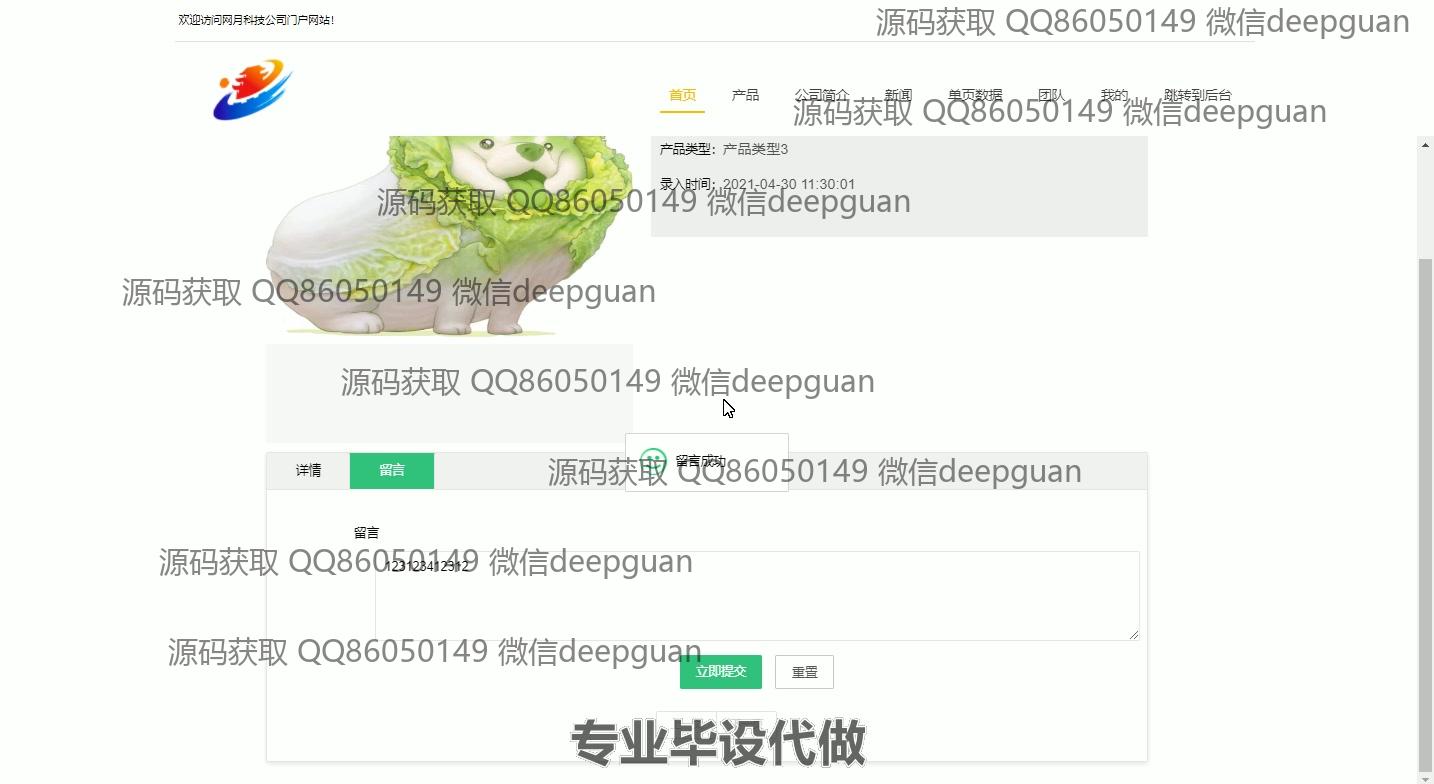 欢迎访问网月科技公司门户网站！
源码获取 QQ86050149 微信deepguan
首页 产品 公司简介 新闻 单页数据 团队 我的 跳转到后台
源码获取 QQ86050149 微信deepguan
产品类型：产品类型3
录入时间：2021-04-30 11:30:01
源码获取 QQ86050149 微信deepguan
源码获取 QQ86050149 微信deepguan
源码获取 QQ86050149 微信deepguan
详情 留言 留言成功
源码获取 QQ86050149 微信deepguan
留言
源码获取 QQ86050149 微信deepguan
123123412312
源码获取 QQ86050149 微信deepguan
立即提交 重置
专业毕设代做